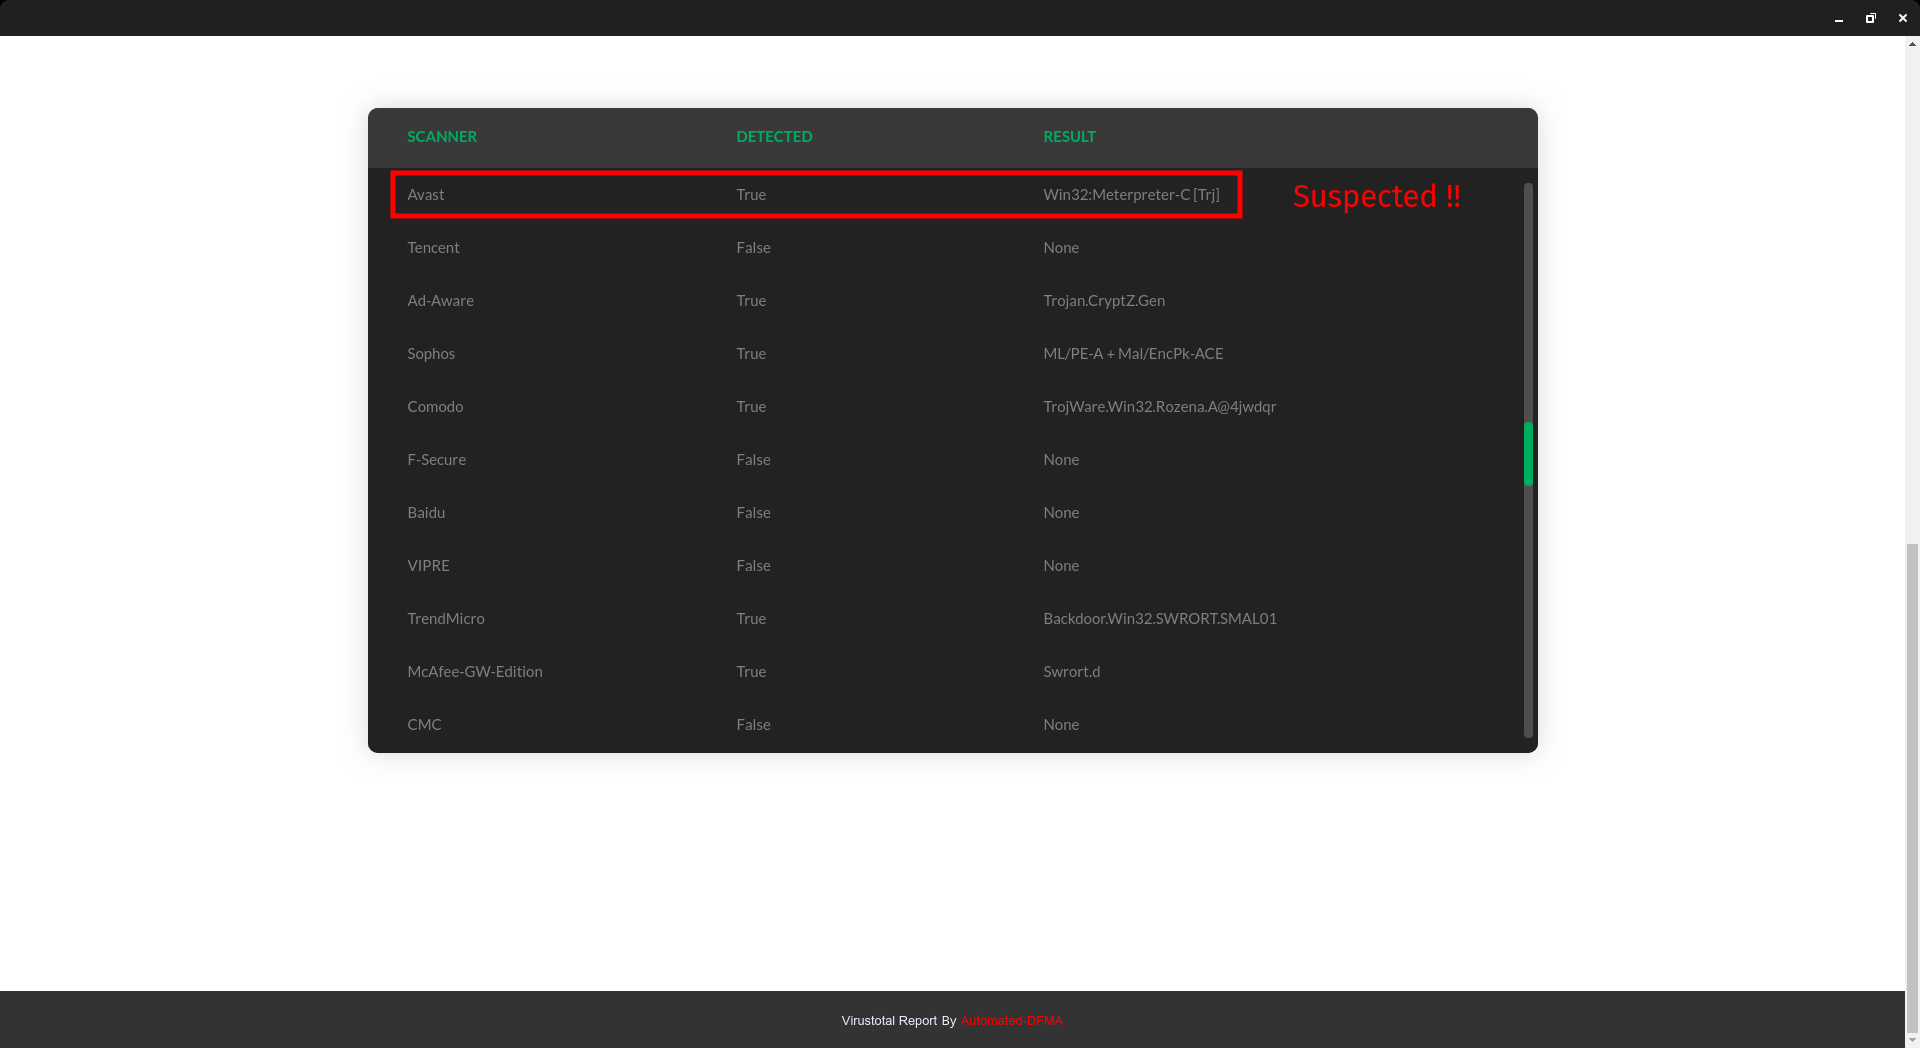 SCANNER DETECTED RESULT
Avast True Win32:Meterpreter-C [Trj] Suspected !!
Tencent False None
Ad-Aware True Trojan.CryptZ.Gen
Sophos True ML/PE-A + Mal/EncPk-ACE
Comodo True TrojWare.Win32.Rozena.A@4jwdqr
F-Secure False None
Baidu False None
VIPRE False None
TrendMicro True Backdoor.Win32.SWRORT.SMAL01
McAfee-GW-Edition True Swrort.d
CMC False None
Virustotal Report By Automated-DFMA